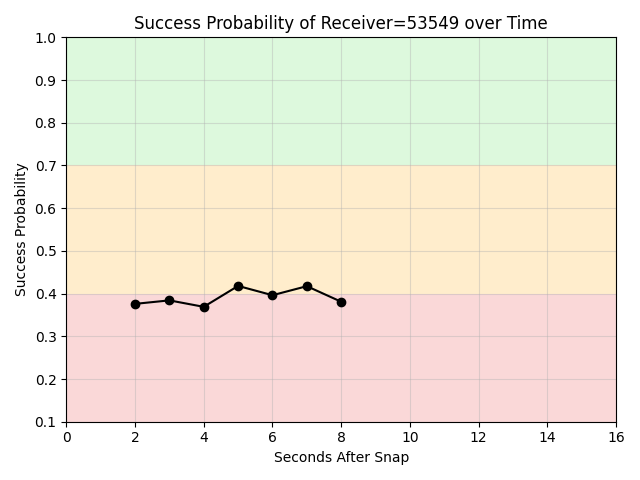 Success Probability of Receiver=53549 over Time
1.0
0.9
0.8
0.7
0.6
0.5
0.4
0.3
0.2
0.1
Success Probability
0 2 4 6 8 10 12 14 16
Seconds After Snap